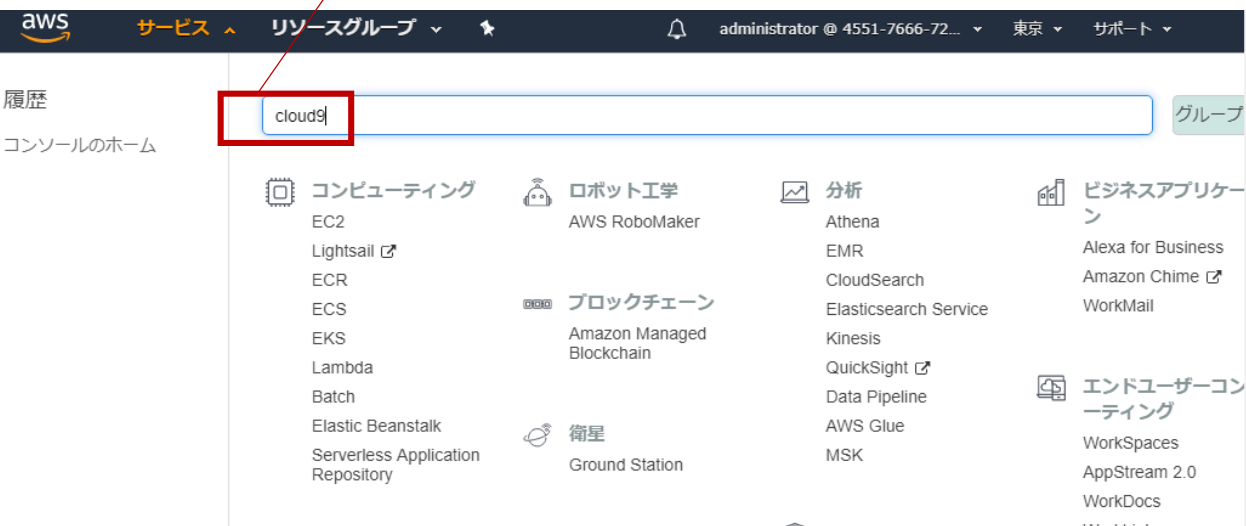 aws サービス リソースグループ administrator @ 4551-7666-72... 東京 サポート
履歴
コンソールのホーム
cloud9
グループ
コンピューティング
EC2
Lightsail
ECR
ECS
EKS
Lambda
Batch
Elastic Beanstalk
Serverless Application
Repository
ロボット工学
AWS RoboMaker
ブロックチェーン
Amazon Managed
Blockchain
衛星
Ground Station
分析
Athena
EMR
CloudSearch
Elasticsearch Service
Kinesis
QuickSight
Data Pipeline
AWS Glue
MSK
ビジネスアプリケー
ン
Alexa for Business
Amazon Chime
WorkMail
エンドユーザーコン
ーティング
WorkSpaces
AppStream 2.0
WorkDocs